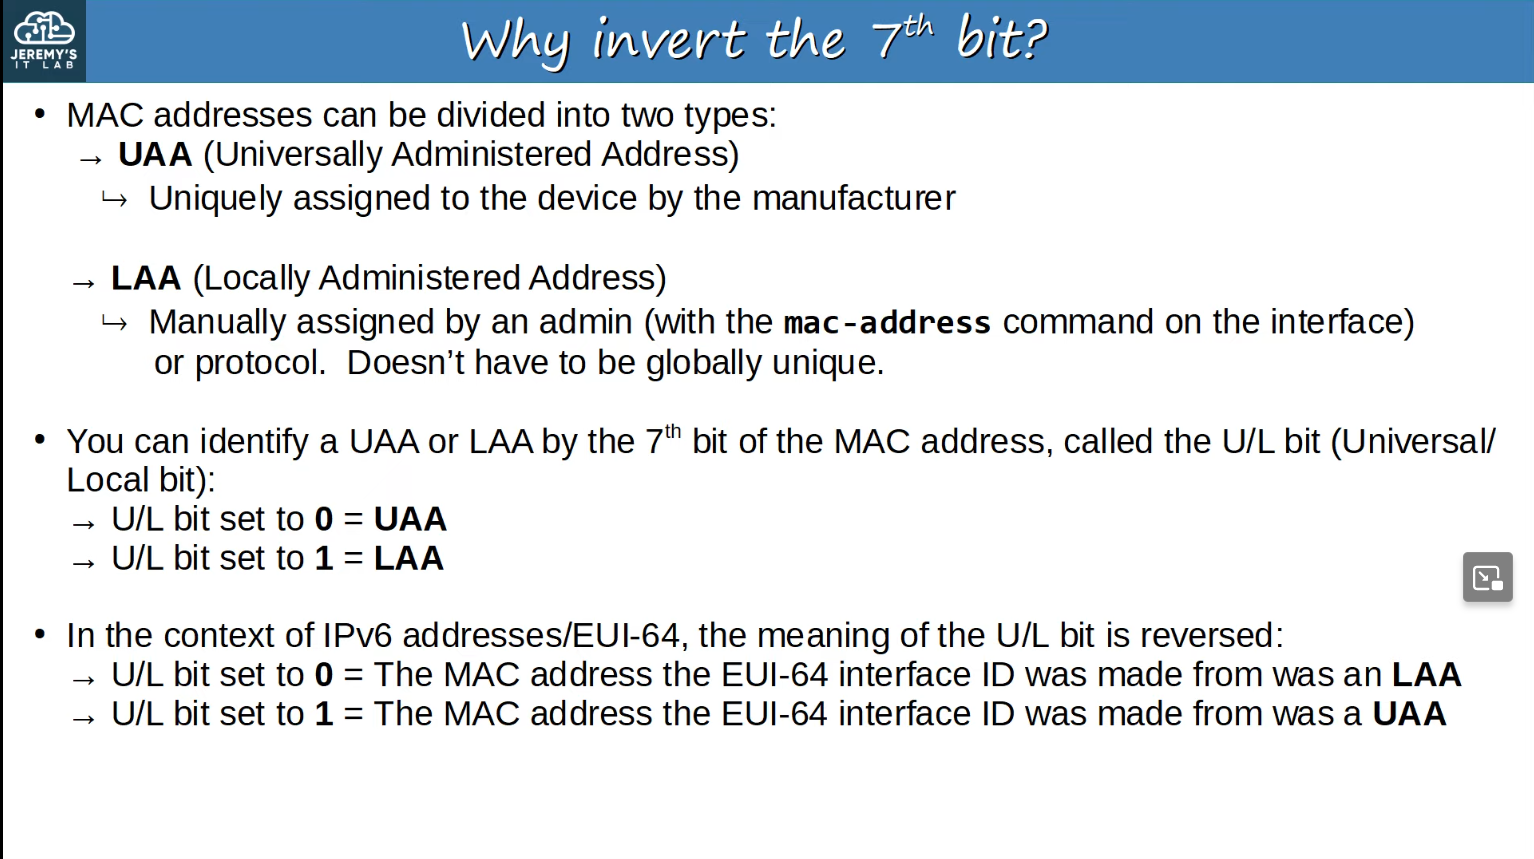 JEREMY'S
IT LAB
Why invert the 7th bit?
• MAC addresses can be divided into two types:
→ UAA (Universally Administered Address)
↪ Uniquely assigned to the device by the manufacturer
→ LAA (Locally Administered Address)
↪ Manually assigned by an admin (with the mac-address command on the interface)
or protocol.  Doesn’t have to be globally unique.
• You can identify a UAA or LAA by the 7th bit of the MAC address, called the U/L bit (Universal/
Local bit):
→ U/L bit set to 0 = UAA
→ U/L bit set to 1 = LAA
• In the context of IPv6 addresses/EUI-64, the meaning of the U/L bit is reversed:
→ U/L bit set to 0 = The MAC address the EUI-64 interface ID was made from was an LAA
→ U/L bit set to 1 = The MAC address the EUI-64 interface ID was made from was a UAA